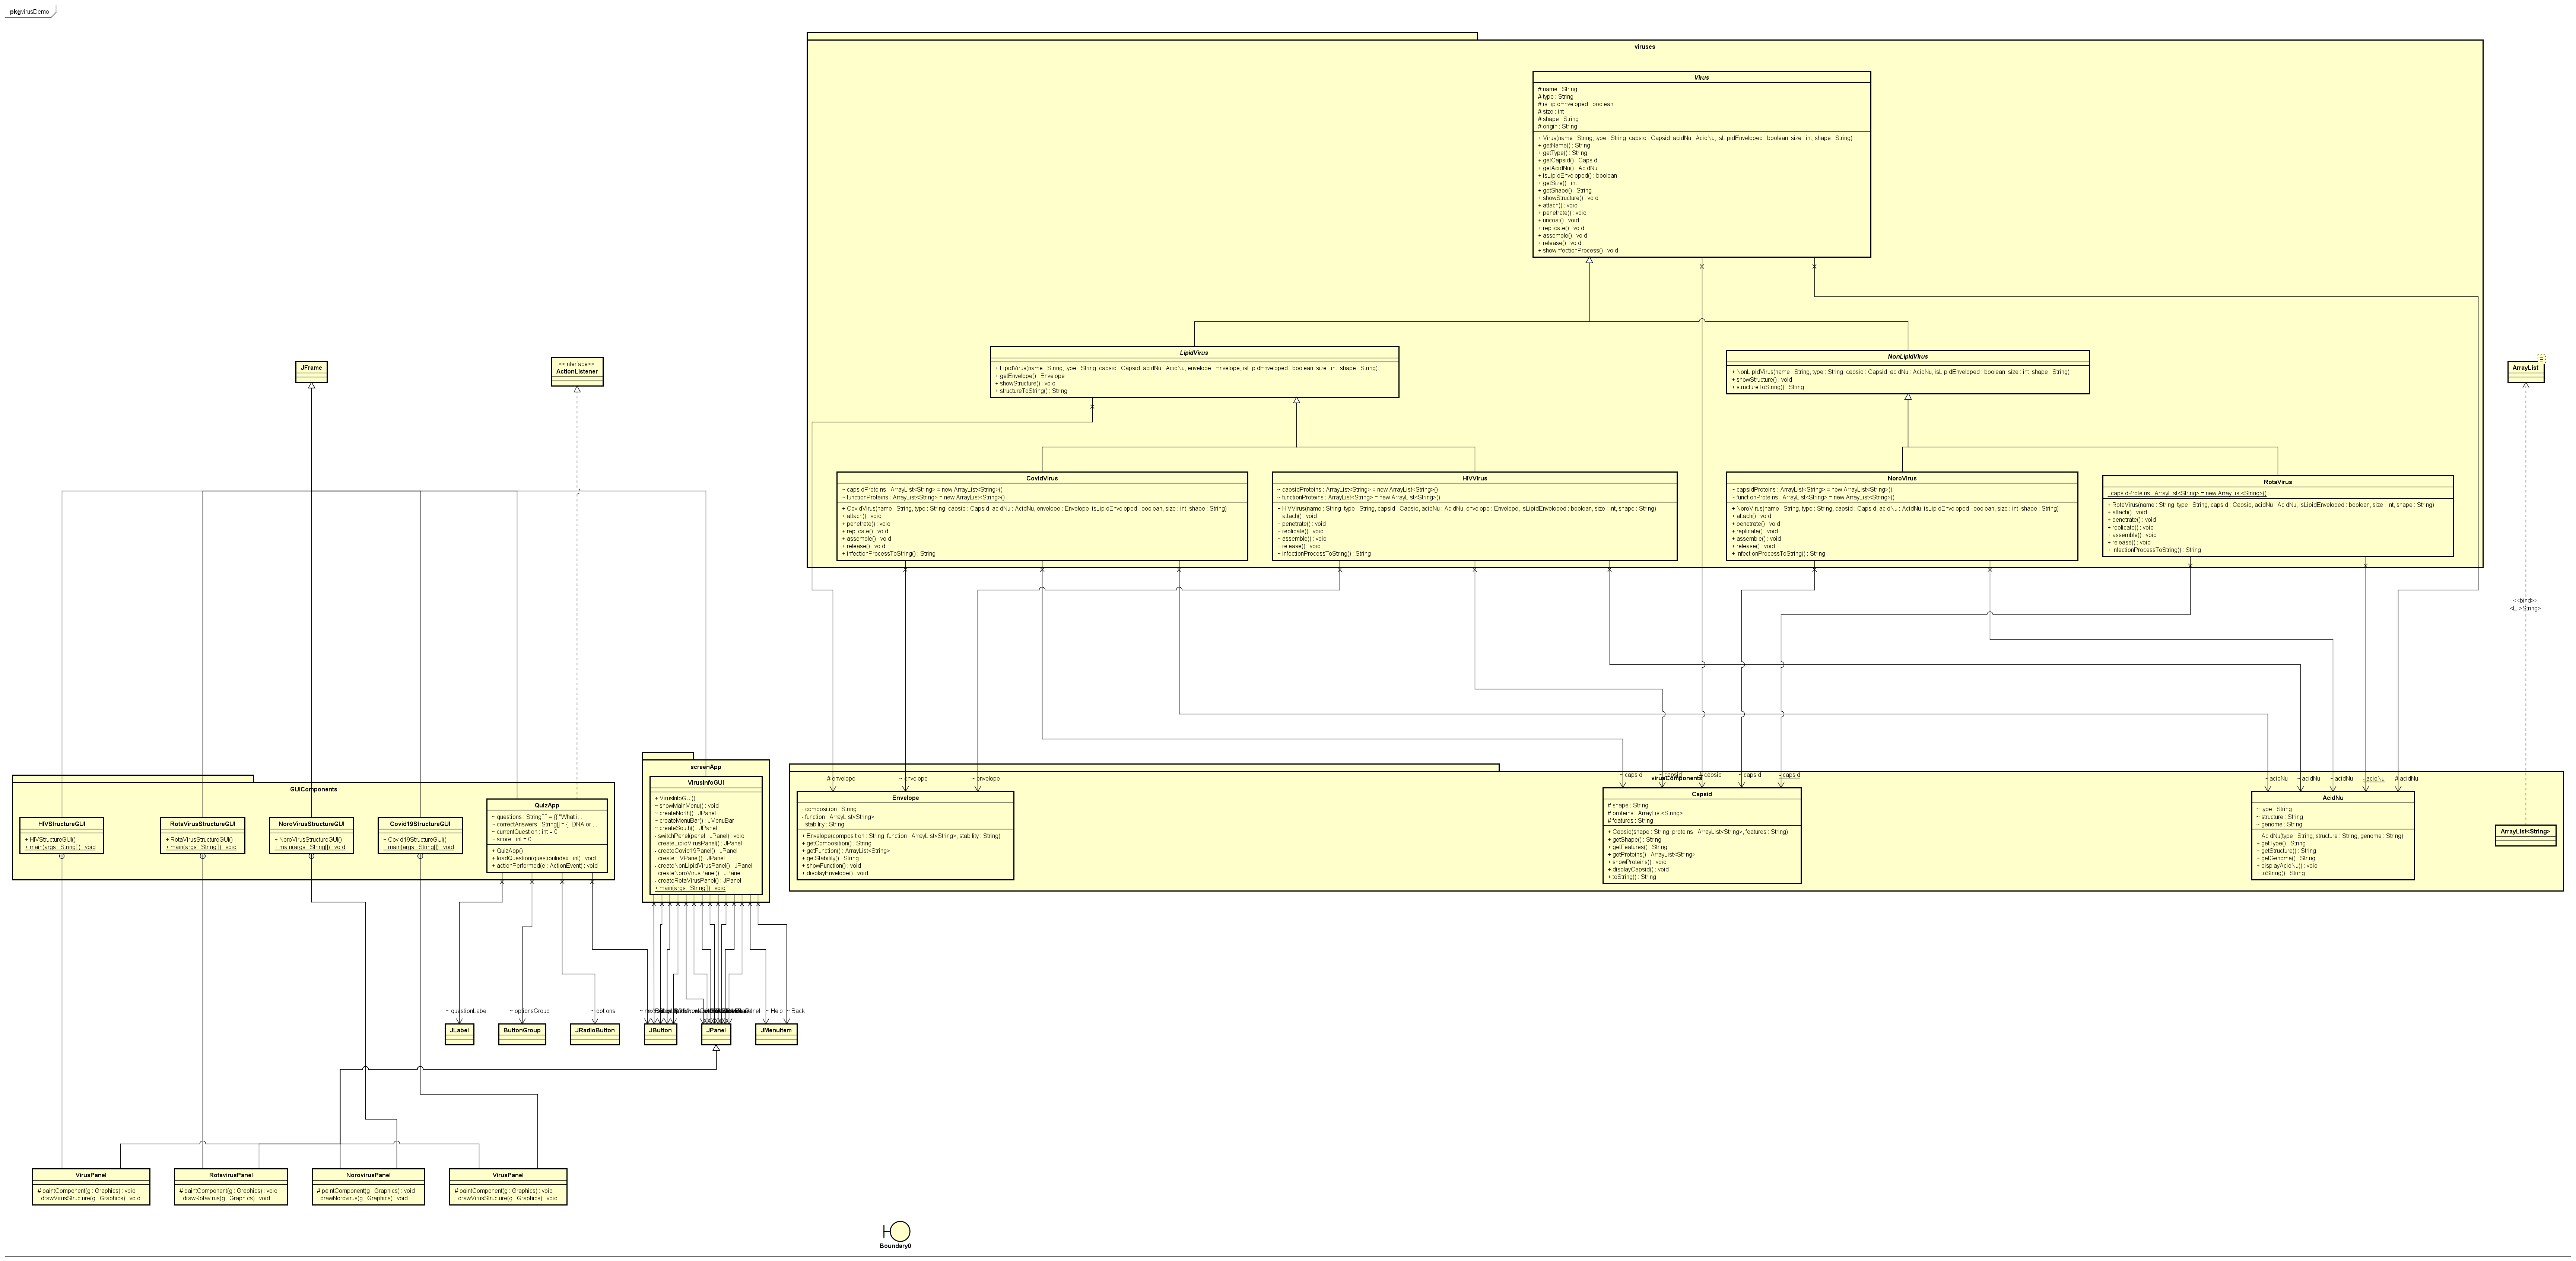 pkg virusDemo
viruses
Virus
# name : String
# type : String
# isLipidEnveloped : boolean
# size : int
# shape : String
# origin : String
+ Virus(name : String, type : String, capsid : Capsid, acidNu : AcidNu, isLipidEnveloped : boolean, size : int, shape : String)
+ getName() : String
+ getType() : String
+ getCapsid() : Capsid
+ getAcidNu() : AcidNu
+ isLipidEnveloped() : boolean
+ getSize() : int
+ getShape() : String
+ showStructure() : void
+ attach() : void
+ penetrate() : void
+ uncoat() : void
+ replicate() : void
+ assemble() : void
+ release() : void
+ showInfectionProcess() : void
LipidVirus
+ LipidVirus(name : String, type : String, capsid : Capsid, acidNu : AcidNu, envelope : Envelope, isLipidEnveloped : boolean, size : int, shape : String)
+ getEnvelope() : Envelope
+ showStructure() : void
+ structureToString() : String
NonLipidVirus
+ NonLipidVirus(name : String, type : String, capsid : Capsid, acidNu : AcidNu, isLipidEnveloped : boolean, size : int, shape : String)
+ showStructure() : void
+ structureToString() : String
JFrame
<<interface>>
ActionListener
E
ArrayList
CovidVirus
~ capsidProteins : ArrayList<String> = new ArrayList<String>()
~ functionProteins : ArrayList<String> = new ArrayList<String>()
+ CovidVirus(name : String, type : String, capsid : Capsid, acidNu : AcidNu, envelope : Envelope, isLipidEnveloped : boolean, size : int, shape : String)
+ attach() : void
+ penetrate() : void
+ replicate() : void
+ assemble() : void
+ release() : void
+ infectionProcessToString() : String
HIVVirus
~ capsidProteins : ArrayList<String> = new ArrayList<String>()
~ functionProteins : ArrayList<String> = new ArrayList<String>()
+ HIVVirus(name : String, type : String, capsid : Capsid, acidNu : AcidNu, envelope : Envelope, isLipidEnveloped : boolean, size : int, shape : String)
+ attach() : void
+ penetrate() : void
+ replicate() : void
+ assemble() : void
+ release() : void
+ infectionProcessToString() : String
NoroVirus
~ capsidProteins : ArrayList<String> = new ArrayList<String>()
~ functionProteins : ArrayList<String> = new ArrayList<String>()
+ NoroVirus(name : String, type : String, capsid : Capsid, acidNu : AcidNu, isLipidEnveloped : boolean, size : int, shape : String)
+ attach() : void
+ penetrate() : void
+ replicate() : void
+ assemble() : void
+ release() : void
+ infectionProcessToString() : String
RotaVirus
- capsidProteins : ArrayList<String> = new ArrayList<String>()
+ RotaVirus(name : String, type : String, capsid : Capsid, acidNu : AcidNu, isLipidEnveloped : boolean, size : int, shape : String)
+ attach() : void
+ penetrate() : void
+ replicate() : void
+ assemble() : void
+ release() : void
+ infectionProcessToString() : String
<<bind>>
<E->String>
GUIComponents
HIVStructureGUI
+ HIVStructureGUI()
+ main(args : String[]) : void
RotaVirusStructureGUI
+ RotaVirusStructureGUI()
+ main(args : String[]) : void
NoroVirusStructureGUI
+ NoroVirusStructureGUI()
+ main(args : String[]) : void
Covid19StructureGUI
+ Covid19StructureGUI()
+ main(args : String[]) : void
QuizApp
~ questions : String[][] = {{ "What i...
~ correctAnswers : String[] = { "DNA or ...
~ currentQuestion : int = 0
~ score : int = 0
+ QuizApp()
+ loadQuestion(questionIndex : int) : void
+ actionPerformed(e : ActionEvent) : void
screenApp
VirusInfoGUI
+ VirusInfoGUI()
~ showMainMenu() : void
~ createNorth() : JPanel
~ createMenuBar() : JMenuBar
~ createSouth() : JPanel
- switchPanel(panel : JPanel) : void
- createLipidVirusPanel() : JPanel
- createCovid19Panel() : JPanel
- createHIVPanel() : JPanel
- createNonLipidVirusPanel() : JPanel
- createNoroVirusPanel() : JPanel
- createRotaVirusPanel() : JPanel
+ main(args : String[]) : void
virusComponents
# envelope
~ envelope
~ envelope
~ capsid
~ capsid
# capsid
~ capsid
- capsid
~ acidNu
~ acidNu
~ acidNu
- acidNu
# acidNu
Envelope
- composition : String
- function : ArrayList<String>
- stability : String
+ Envelope(composition : String, function : ArrayList<String>, stability : String)
+ getComposition() : String
+ getFunction() : ArrayList<String>
+ getStability() : String
+ showFunction() : void
+ displayEnvelope() : void
Capsid
# shape : String
# proteins : ArrayList<String>
# features : String
+ Capsid(shape : String, proteins : ArrayList<String>, features : String)
+ getShape() : String
+ getFeatures() : String
+ getProteins() : ArrayList<String>
+ showProteins() : void
+ displayCapsid() : void
+ toString() : String
AcidNu
~ type : String
~ structure : String
~ genome : String
+ AcidNu(type : String, structure : String, genome : String)
+ getType() : String
+ getStructure() : String
+ getGenome() : String
+ displayAcidNu() : void
+ toString() : String
ArrayList<String>
~ questionLabel
~ optionsGroup
~ options
~ Help
~ Back
JLabel
ButtonGroup
JRadioButton
JButton
JPanel
JMenuItem
VirusPanel
# paintComponent(g : Graphics) : void
- drawVirusStructure(g : Graphics) : void
RotavirusPanel
# paintComponent(g : Graphics) : void
- drawRotavirus(g : Graphics) : void
NorovirusPanel
# paintComponent(g : Graphics) : void
- drawNorovirus(g : Graphics) : void
VirusPanel
# paintComponent(g : Graphics) : void
- drawVirusStructure(g : Graphics) : void
Boundary0